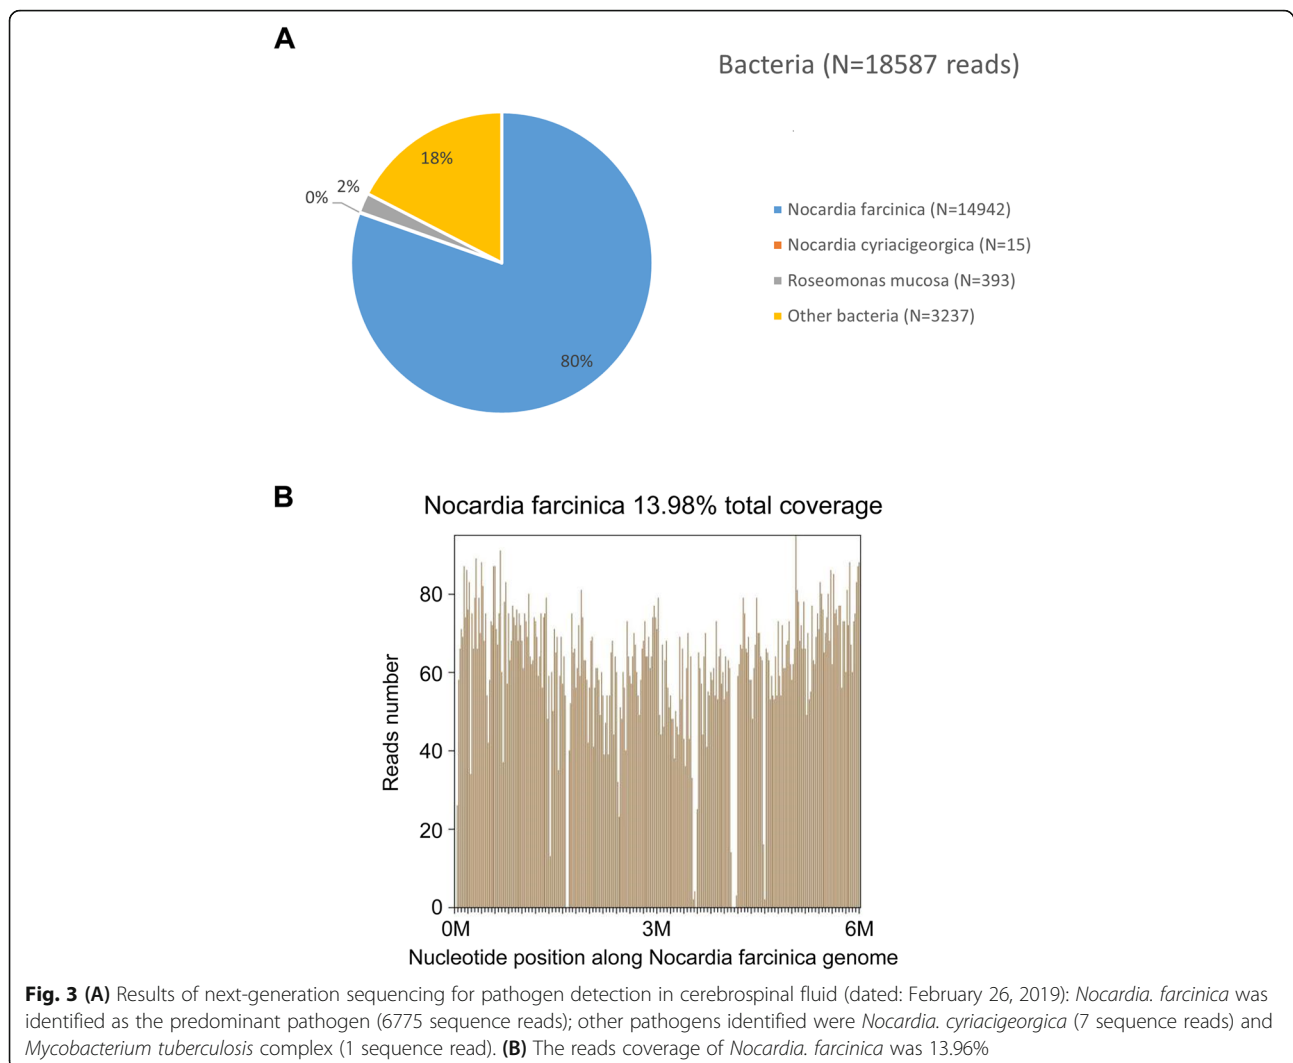 A
Bacteria (N=18587 reads)
18%
2%
0%
80%
Nocardia farcinica (N=14942)
Nocardia cyriacigeorgica (N=15)
Roseomonas mucosa (N=393)
Other bacteria (N=3237)
B
Nocardia farcinica 13.98% total coverage
Reads number
80
60
40
20
0
0M
3M
6M
Nucleotide position along Nocardia farcinica genome
Fig. 3 (A) Results of next-generation sequencing for pathogen detection in cerebrospinal fluid (dated: February 26, 2019): Nocardia. farcinica was
identified as the predominant pathogen (6775 sequence reads); other pathogens identified were Nocardia. cyriacigeorgica (7 sequence reads) and
Mycobacterium tuberculosis complex (1 sequence read). (B) The reads coverage of Nocardia. farcinica was 13.96%